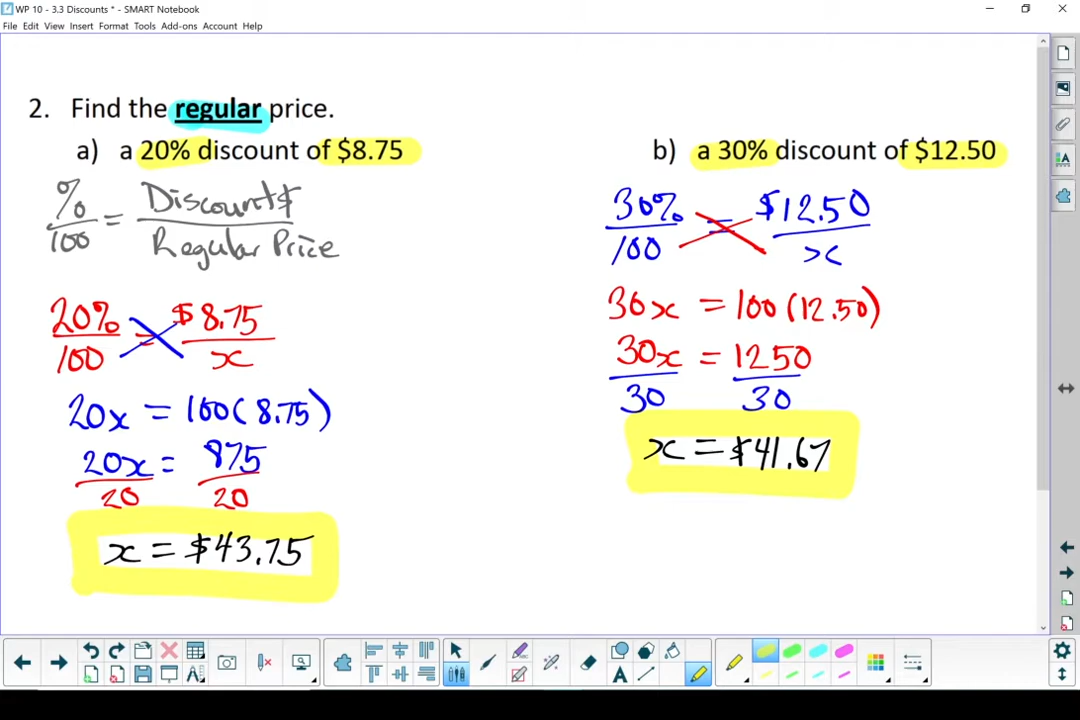 WP 10 - 3.3 Discounts * - SMART Notebook
File Edit View Insert Format Tools Add-ons Account Help
2. Find the regular price.
a) a 20% discount of $8.75
% / 100 = Discount $ / Regular Price
20% / 100 = $8.75 / x
20x = 100(8.75)
20x / 20 = 875 / 20
x = $43.75
b) a 30% discount of $12.50
30% / 100 = $12.50 / x
30x = 100(12.50)
30x / 30 = 1250 / 30
x = $41.67